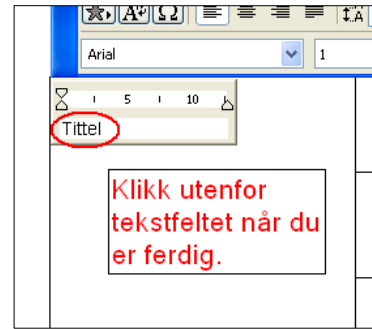 Arial 1
5 10
Tittel
Klikk utenfor
tekstfeltet når du
er ferdig.